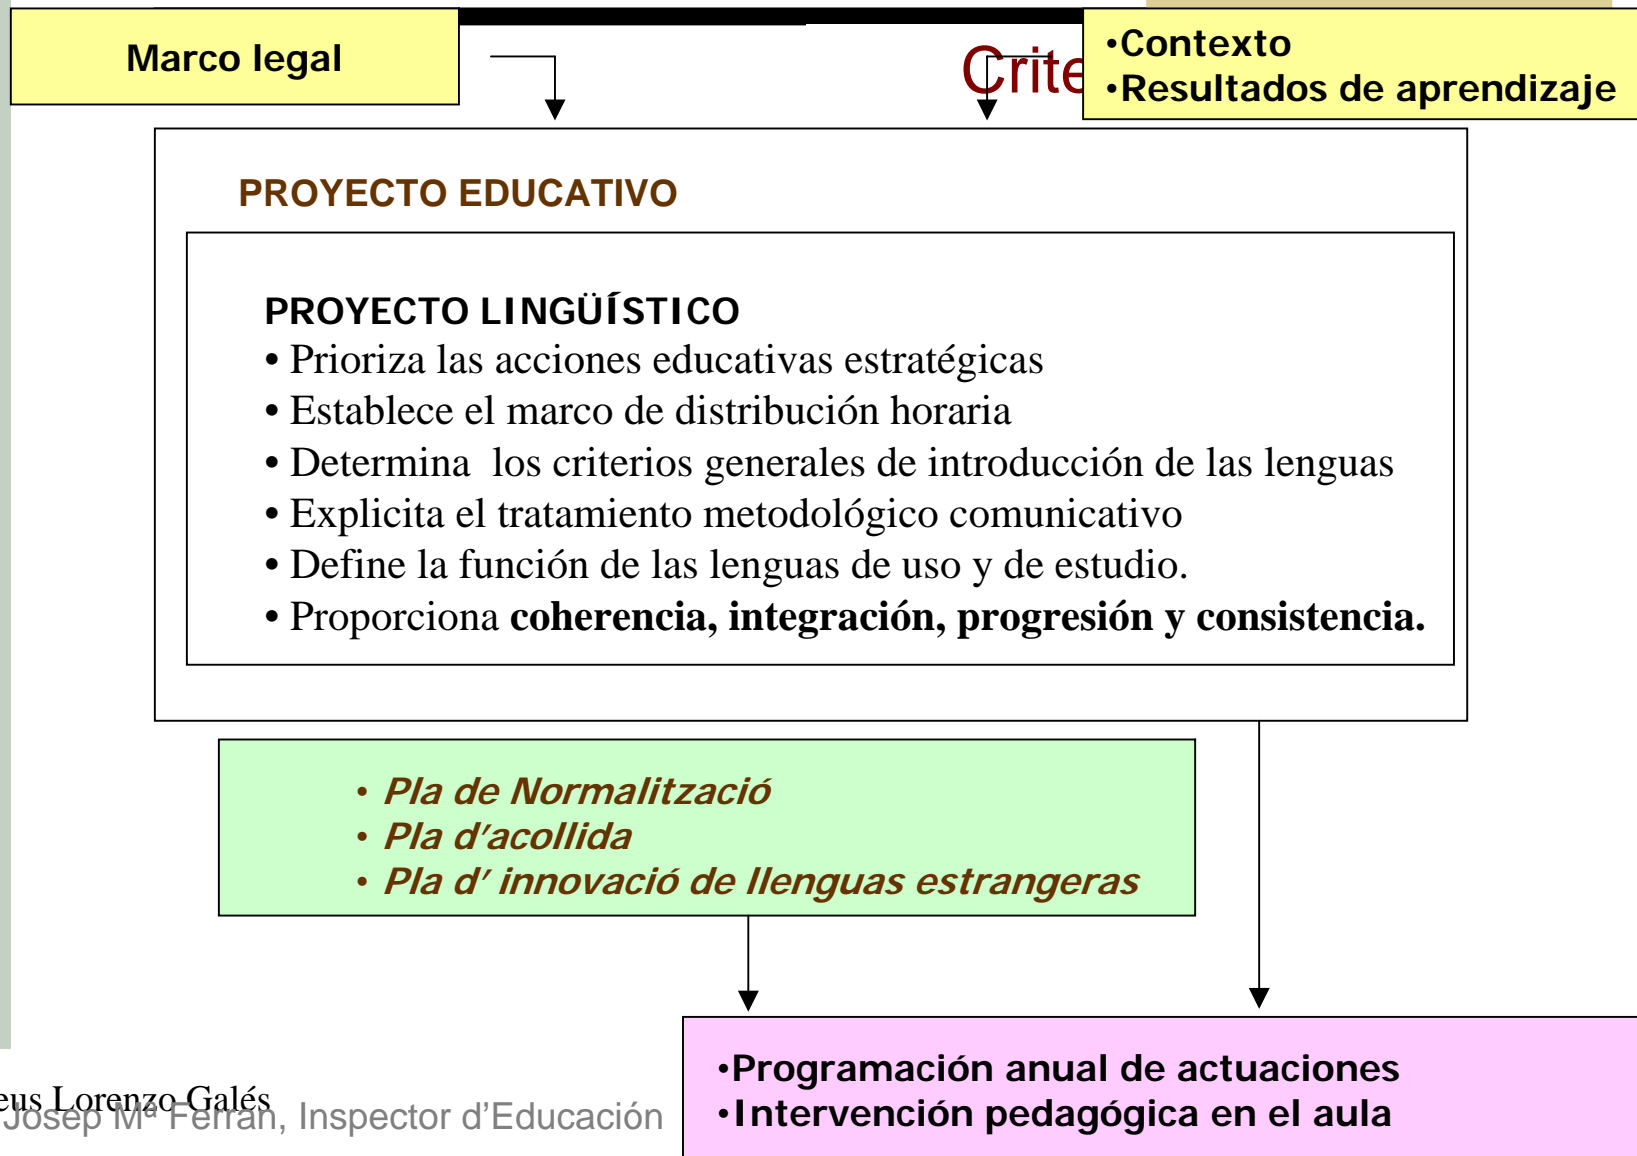 Marco legal
Crite
•Contexto
•Resultados de aprendizaje
PROYECTO EDUCATIVO
PROYECTO LINGÜÍSTICO
• Prioriza las acciones educativas estratégicas
• Establece el marco de distribución horaria
• Determina  los criterios generales de introducción de las lenguas
• Explicita el tratamiento metodológico comunicativo
• Define la función de las lenguas de uso y de estudio.
• Proporciona coherencia, integración, progresión y consistencia.
• Pla de Normalització
• Pla d’acollida
• Pla d’ innovació de llenguas estrangeras
•Programación anual de actuaciones
•Intervención pedagógica en el aula
eus Lorenzo Galés
Josep Mª Ferran, Inspector d’Educación